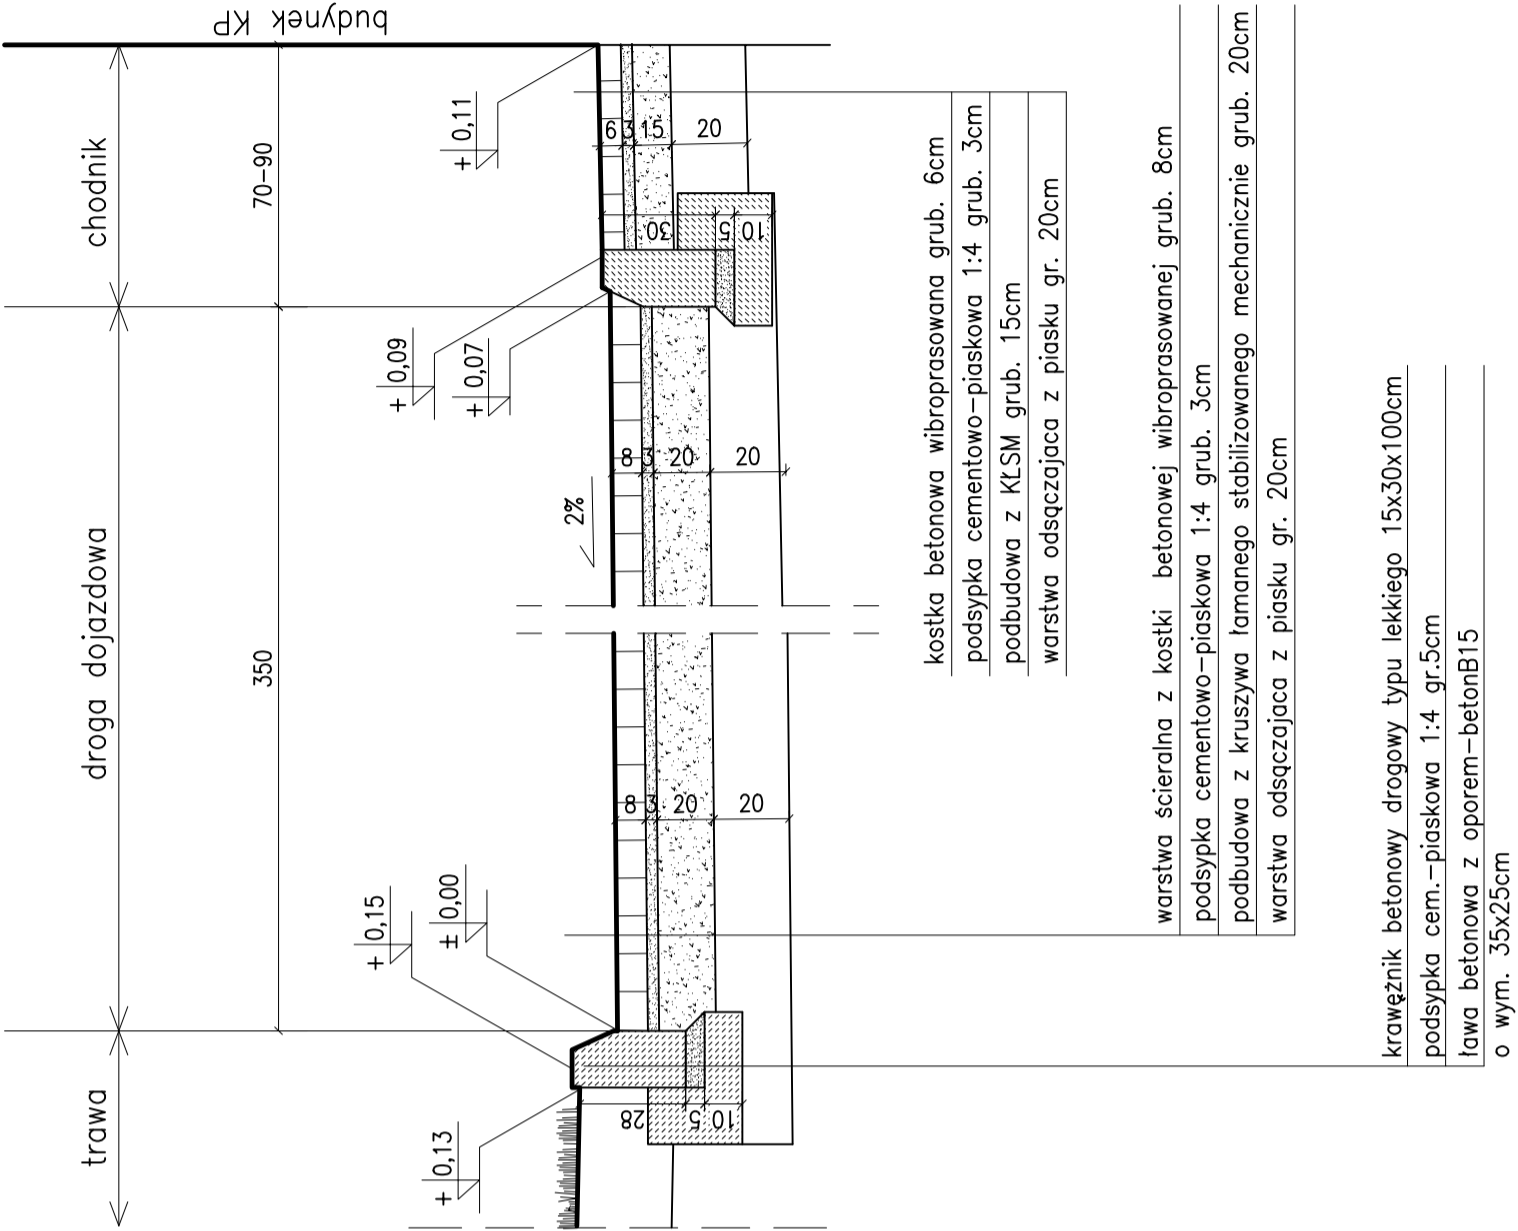 trawa
droga dojazdowa
chodnik
budynek KP
350
70-90
+ 0,13
+ 0,15
± 0,00
+ 0,09
+ 0,07
+ 0,11
2%
28
5
10
8
3
20
20
8
3
20
20
30
5
10
6
3
15
20
kostka betonowa wibroprasowana grub. 6cm
podsypka cementowo-piaskowa 1:4 grub. 3cm
podbudowa z KŁSM grub. 15cm
warstwa odsączajaca z piasku gr. 20cm
warstwa ścieralna z kostki betonowej wibroprasowanej grub. 8cm
podsypka cementowo-piaskowa 1:4 grub. 3cm
podbudowa z kruszywa łamanego stabilizowanego mechanicznie grub. 20cm
warstwa odsączajaca z piasku gr. 20cm
krawężnik betonowy drogowy typu lekkiego 15x30x100cm
podsypka cem.-piaskowa 1:4 gr.5cm
ława betonowa z oporem-betonB15
o wym. 35x25cm